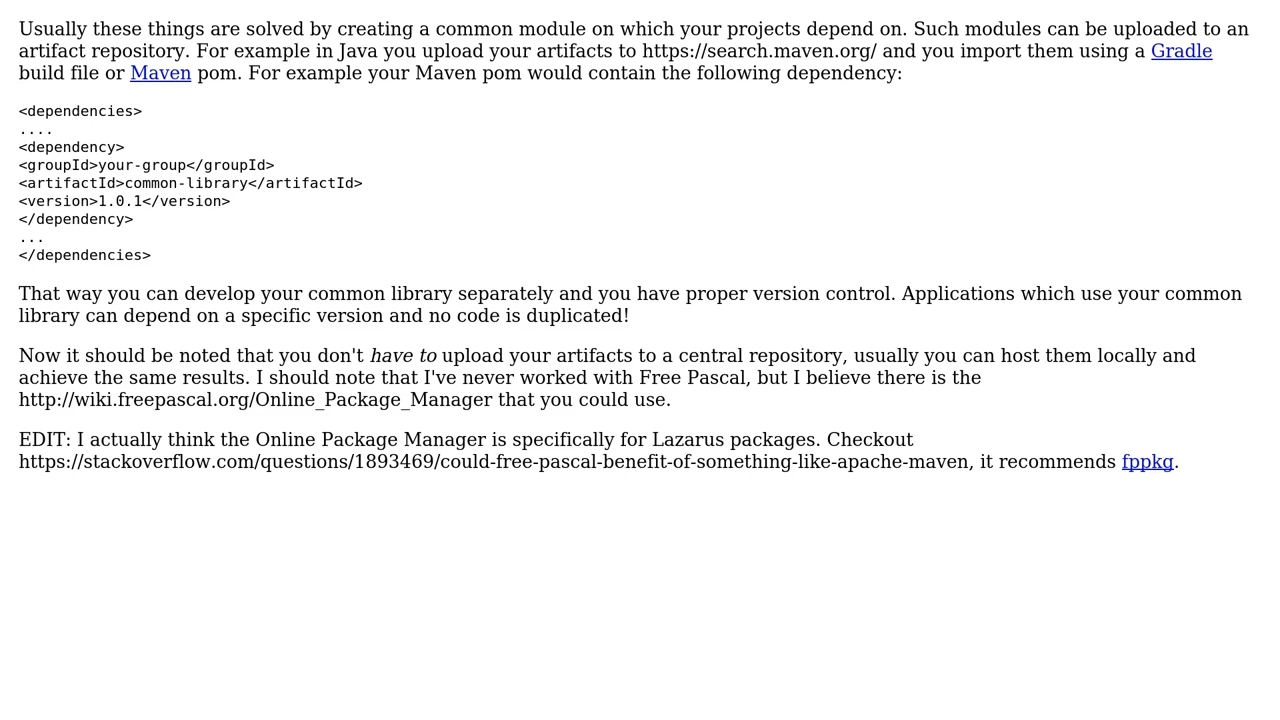 Usually these things are solved by creating a common module on which your projects depend on. Such modules can be uploaded to an
artifact repository. For example in Java you upload your artifacts to https://search.maven.org/ and you import them using a Gradle
build file or Maven pom. For example your Maven pom would contain the following dependency:
<dependencies>
....
<dependency>
<groupId>your-group</groupId>
<artifactId>common-library</artifactId>
<version>1.0.1</version>
</dependency>
...
</dependencies>
That way you can develop your common library separately and you have proper version control. Applications which use your common
library can depend on a specific version and no code is duplicated!
Now it should be noted that you don't have to upload your artifacts to a central repository, usually you can host them locally and
achieve the same results. I should note that I've never worked with Free Pascal, but I believe there is the
http://wiki.freepascal.org/Online_Package_Manager that you could use.
EDIT: I actually think the Online Package Manager is specifically for Lazarus packages. Checkout
https://stackoverflow.com/questions/1893469/could-free-pascal-benefit-of-something-like-apache-maven, it recommends fppkg.